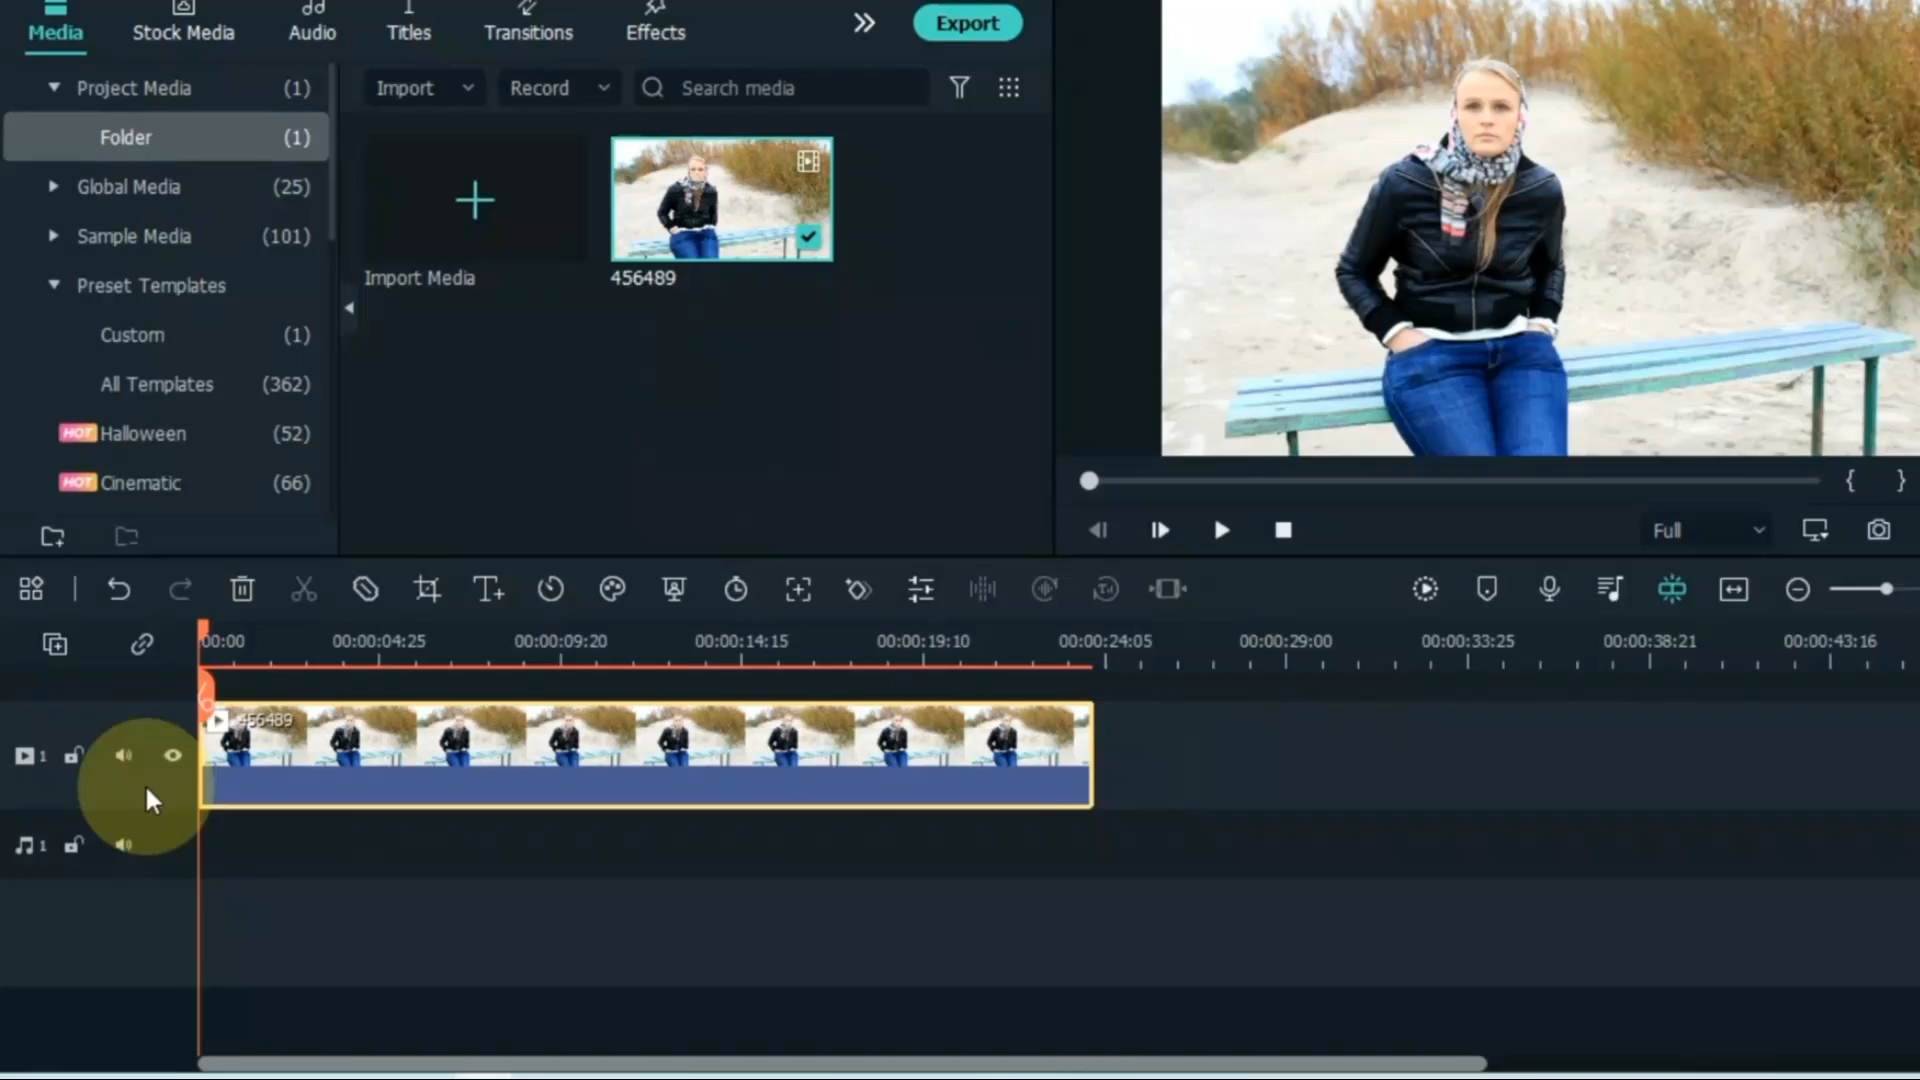 Media Stock Media Audio Titles Transitions Effects Export
Project Media (1) Import Record Search media
Folder (1)
Global Media (25)
Sample Media (101)
Import Media 456489
Preset Templates
Custom (1)
All Templates (362)
HOT Halloween (52)
HOT Cinematic (66)
{ }
Full
00:00 00:00:04:25 00:00:09:20 00:00:14:15 00:00:19:10 00:00:24:05 00:00:29:00 00:00:33:25 00:00:38:21 00:00:43:16
456489
1
1